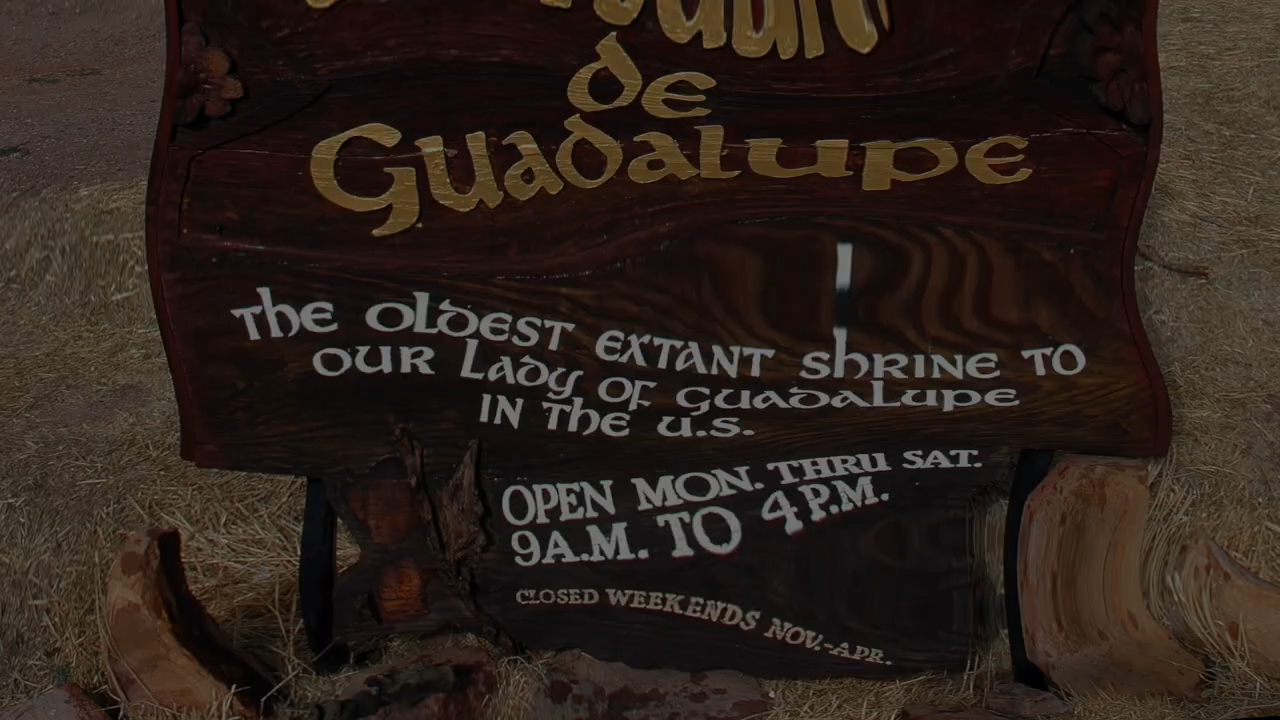 de
Guadalupe
The oldest extant shrine to
our Lady of Guadalupe
in the u.s.
OPEN MON. THRU SAT.
9A.M. TO 4P.M.
CLOSED WEEKENDS NOV.-APR.